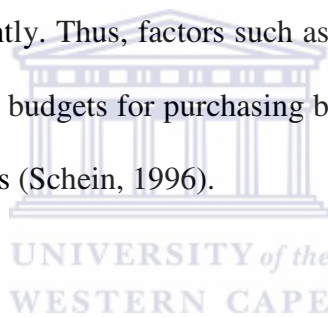 ntly. Thus, factors such as
budgets for purchasing b
s (Schein, 1996).
UNIVERSITY of the
WESTERN CAPE